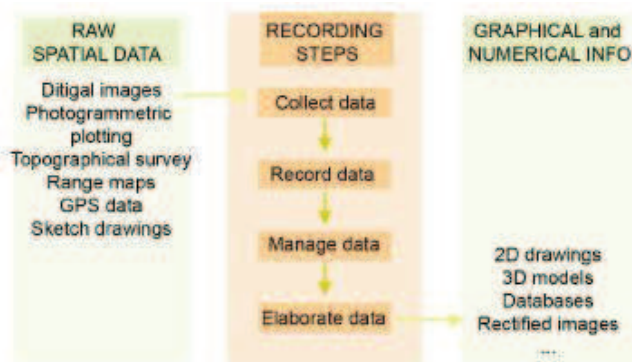 RAW
SPATIAL DATA
Ditigal images
Photogrammetric
plotting
Topographical survey
Range maps
GPS data
Sketch drawings
RECORDING
STEPS
Collect data
Record data
Manage data
Elaborate data
GRAPHICAL and
NUMERICAL INFO
2D drawings
3D models
Databases
Rectified images
...